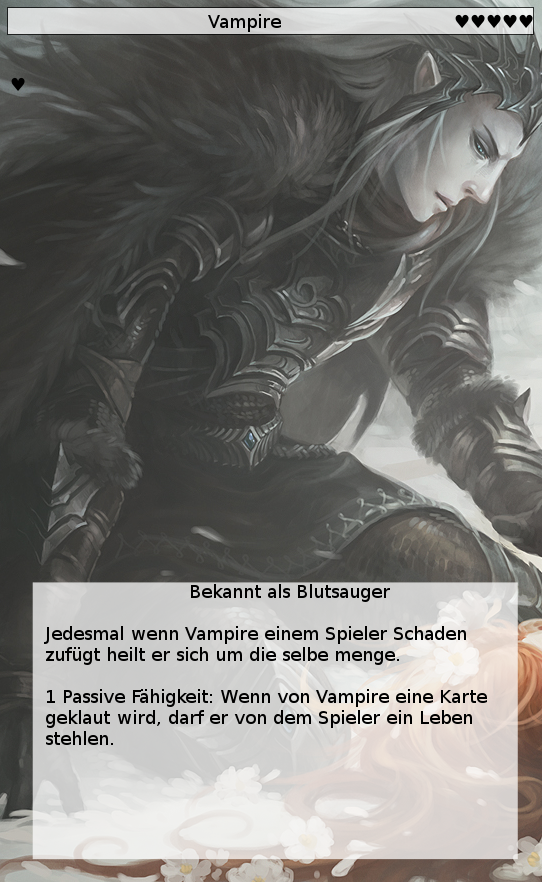 Vampire ♥♥♥♥♥
♥
Bekannt als Blutsauger
Jedesmal wenn Vampire einem Spieler Schaden
zufügt heilt er sich um die selbe menge.
1 Passive Fähigkeit: Wenn von Vampire eine Karte
geklaut wird, darf er von dem Spieler ein Leben
stehlen.